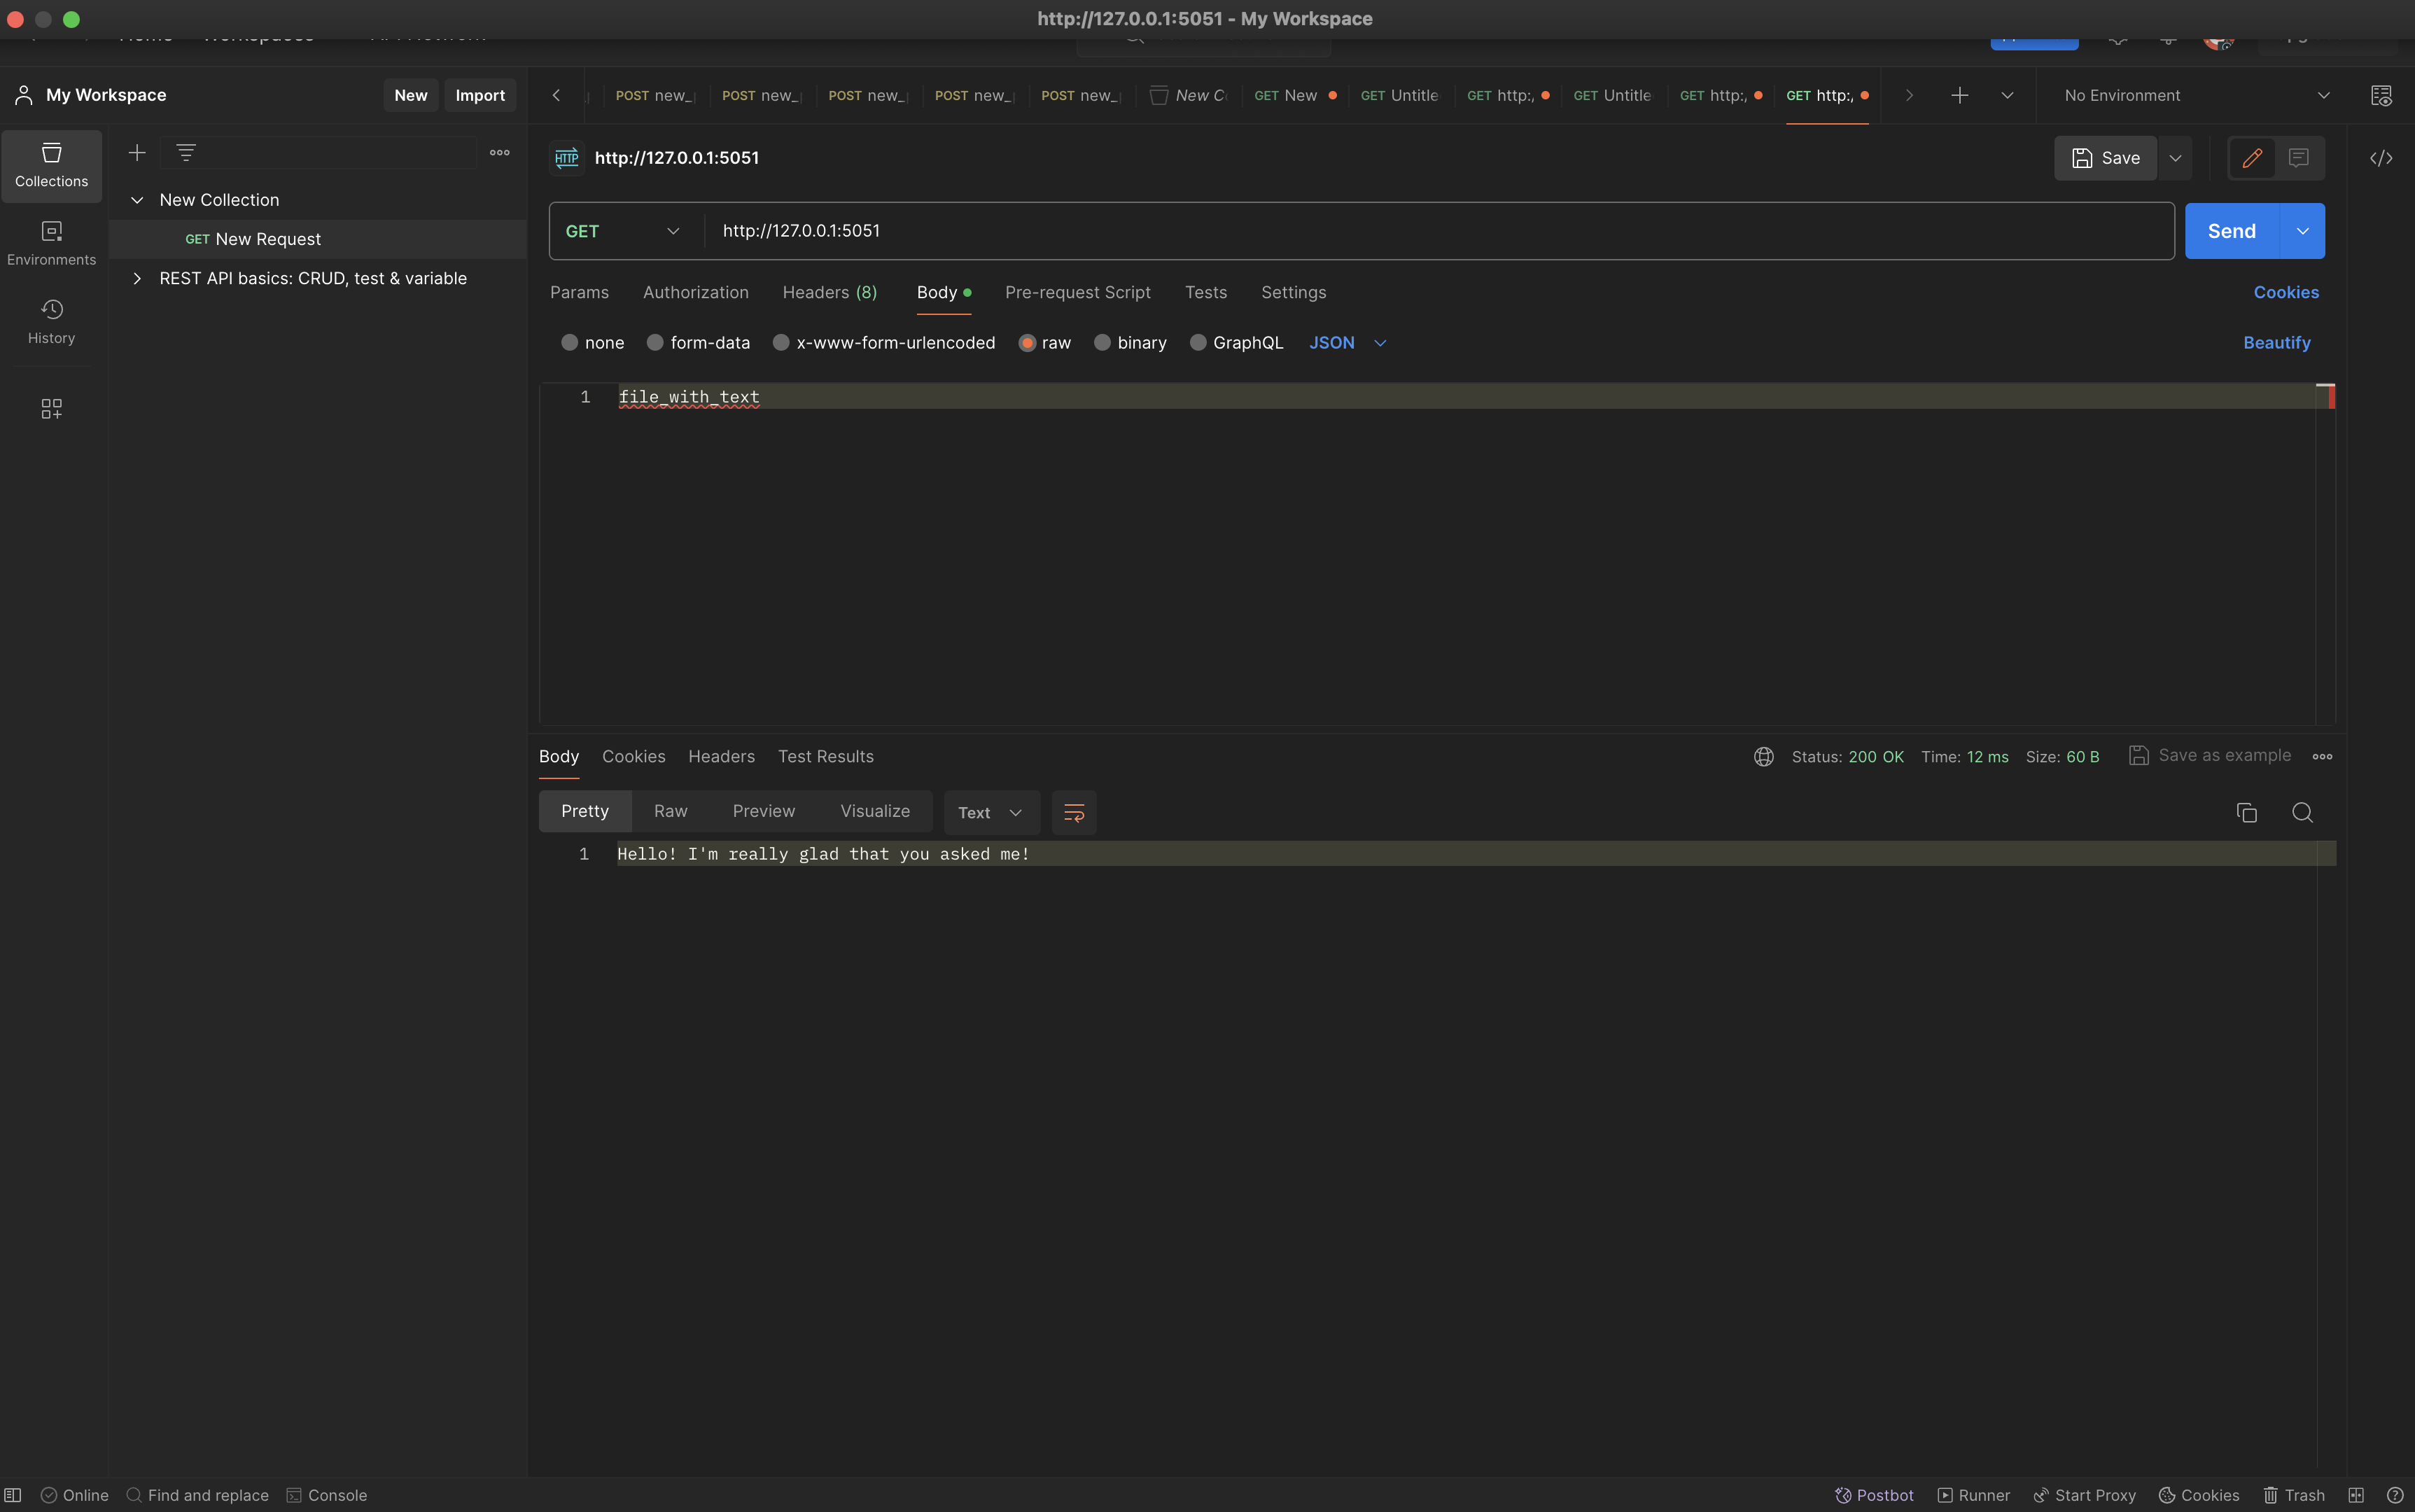 http://127.0.0.1:5051 - My Workspace
Home Workspaces API Network
My Workspace New Import
POST new_ POST new_ POST new_ POST new_ POST new_ New C GET New GET Untitle GET http:/ GET Untitle GET http:/ GET http:/ No Environment
Collections
Environments
History
New Collection
GET New Request
REST API basics: CRUD, test & variable
HTTP http://127.0.0.1:5051 Save
GET http://127.0.0.1:5051 Send
Params Authorization Headers (8) Body Pre-request Script Tests Settings Cookies
none form-data x-www-form-urlencoded raw binary GraphQL JSON Beautify
1 file_with_text
Body Cookies Headers Test Results Status: 200 OK Time: 12 ms Size: 60 B Save as example
Pretty Raw Preview Visualize Text
1 Hello! I'm really glad that you asked me!
Online Find and replace Console Postbot Runner Start Proxy Cookies Trash